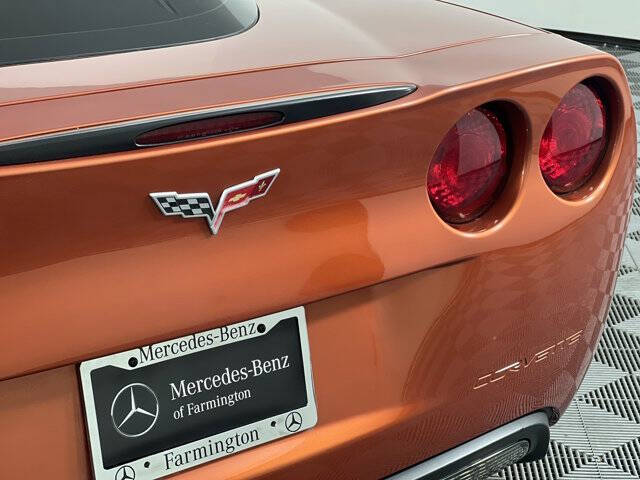 Mercedes-Benz
Mercedes-Benz
of Farmington
Farmington
CORVETTE